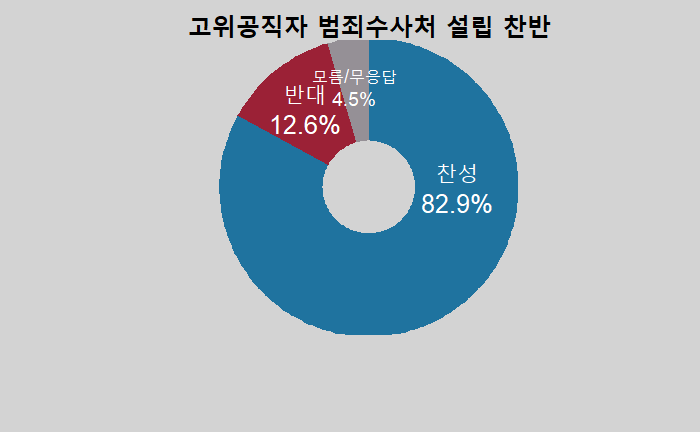 고위공직자 범죄수사처 설립 찬반
모름/무응답
4.5%
반대
12.6%
찬성
82.9%